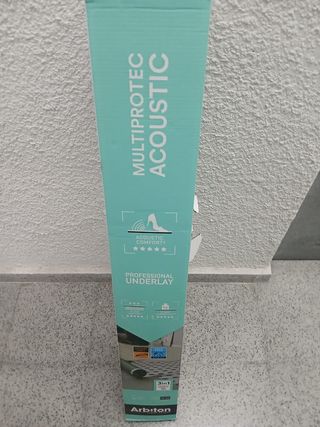 MULTIPROTEC
ACOUSTIC
ACOUSTIC
COMFORT!
PROFESSIONAL
UNDERLAY
3in1
Arbiton